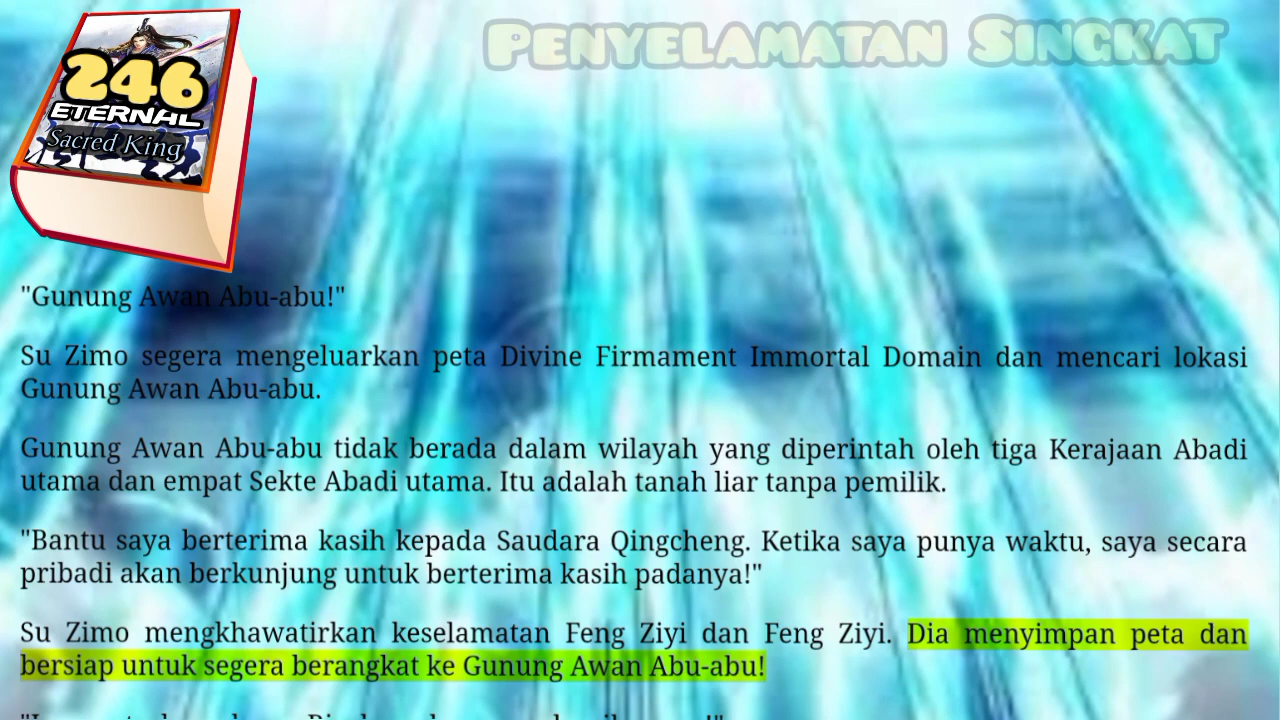 Penyelamatan Singkat
246
ETERNAL
Sacred King
"Gunung Awan Abu-abu!"
Su Zimo segera mengeluarkan peta Divine Firmament Immortal Domain dan mencari lokasi
Gunung Awan Abu-abu.
Gunung Awan Abu-abu tidak berada dalam wilayah yang diperintah oleh tiga Kerajaan Abadi
utama dan empat Sekte Abadi utama. Itu adalah tanah liar tanpa pemilik.
"Bantu saya berterima kasih kepada Saudara Qingcheng. Ketika saya punya waktu, saya secara
pribadi akan berkunjung untuk berterima kasih padanya!"
Su Zimo mengkhawatirkan keselamatan Feng Ziyi dan Feng Ziyi. Dia menyimpan peta dan
bersiap untuk segera berangkat ke Gunung Awan Abu-abu!